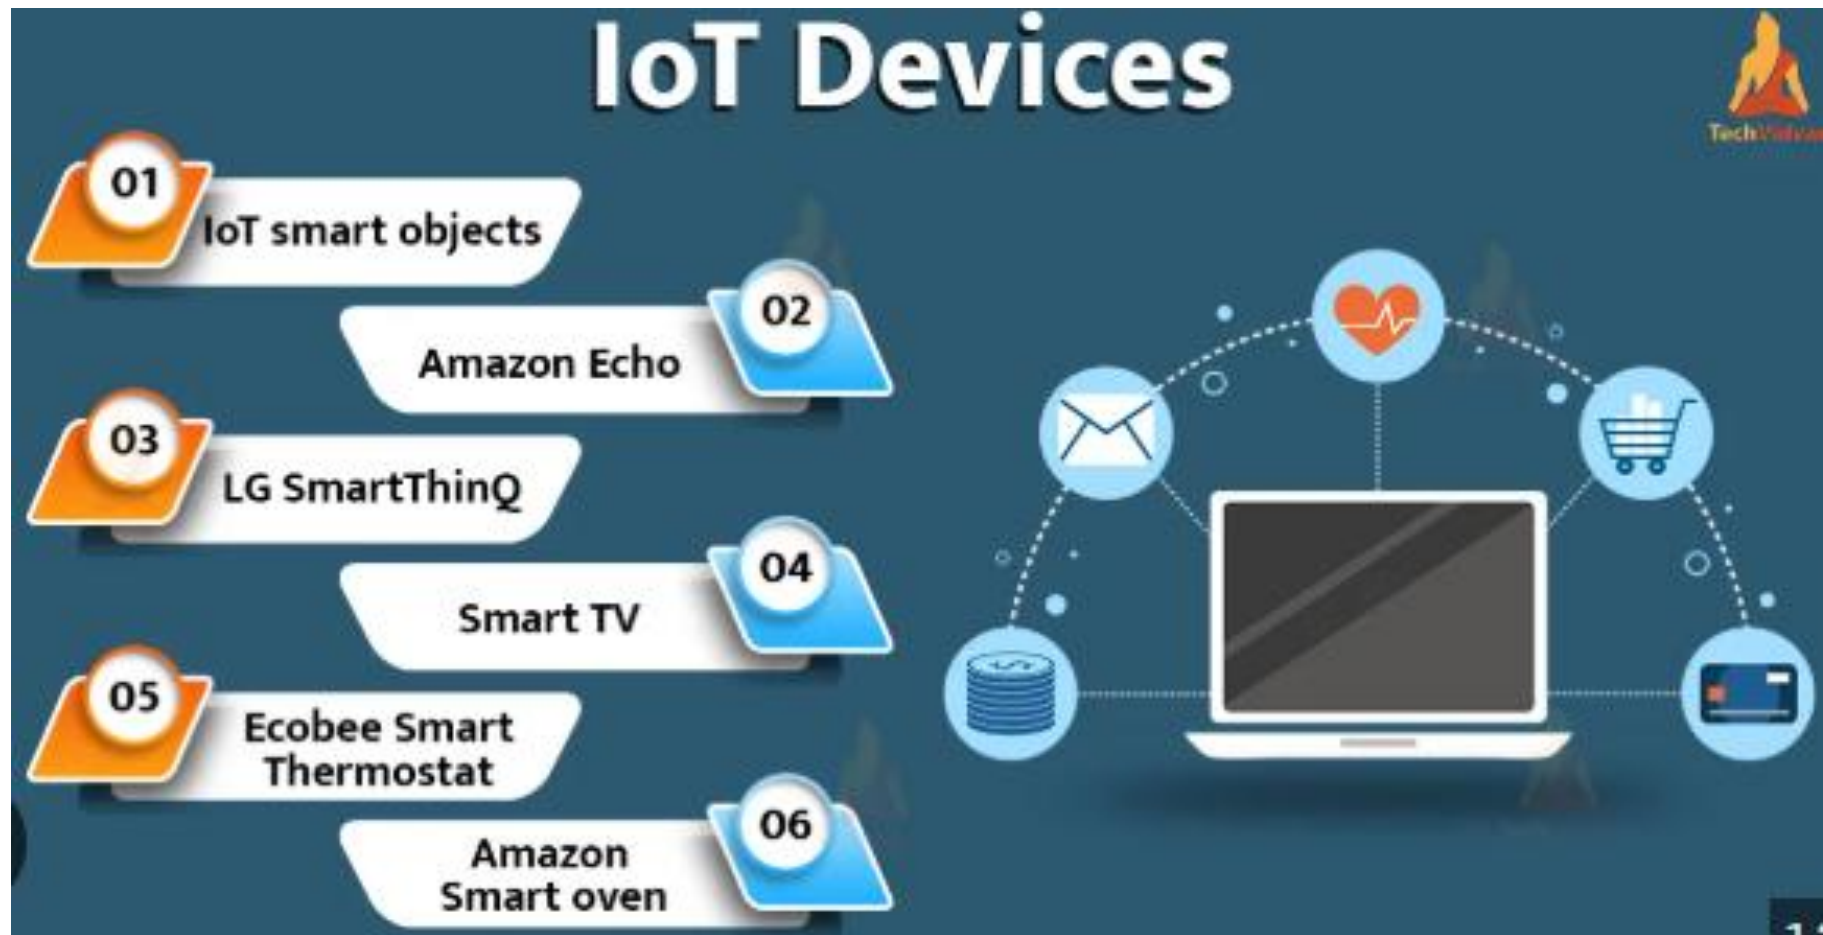 IoT Devices
01
IoT smart objects
02
Amazon Echo
03
LG SmartThinQ
04
Smart TV
05
Ecobee Smart
Thermostat
06
Amazon
Smart oven